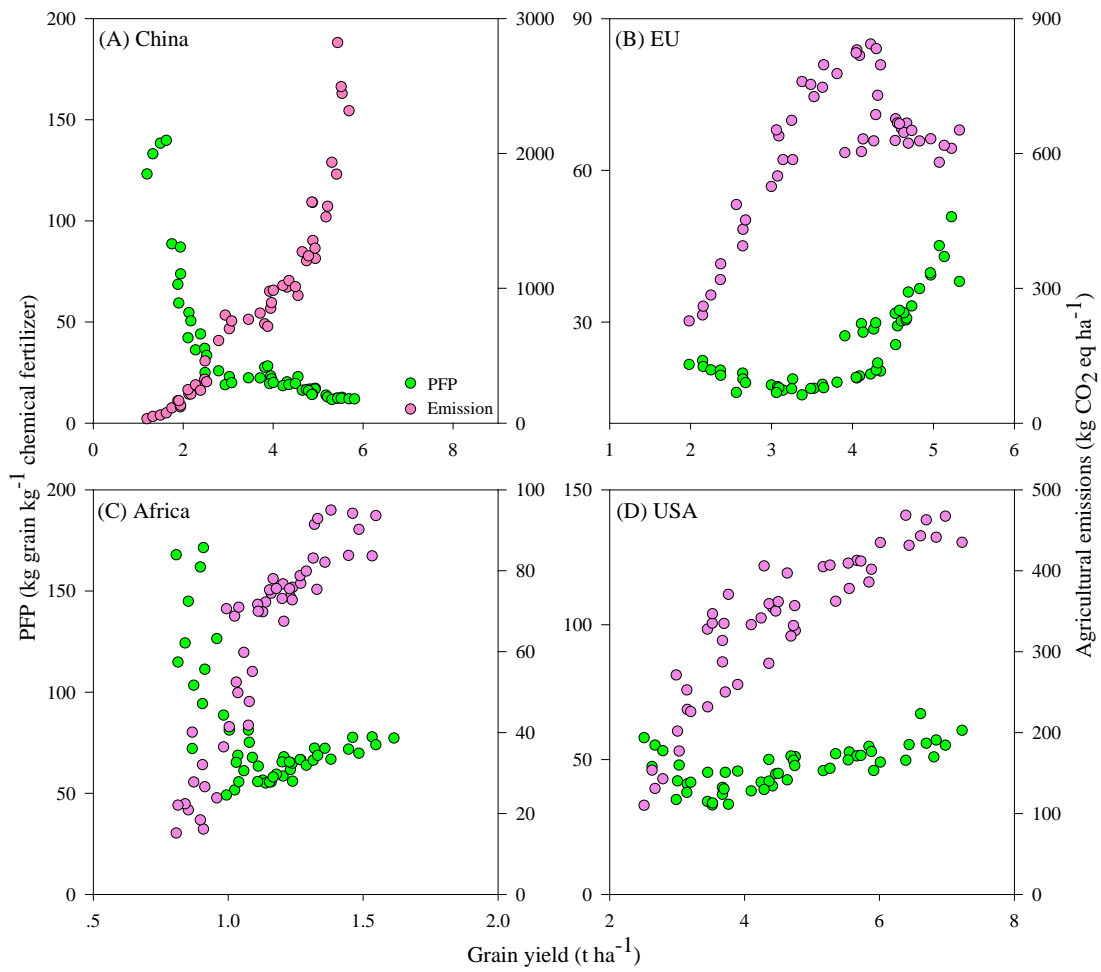 200
150
100
50
0
(A) China
3000
2000
1000
0
PFP
Emission
0 2 4 6 8
90
60
30
(B) EU
900
600
300
0
1 2 3 4 5 6
200
150
100
50
0
(C) Africa
100
80
60
40
20
0
.5 1.0 1.5 2.0
150
100
50
0
(D) USA
500
400
300
200
100
0
2 4 6 8
PFP (kg grain kg-1 chemical fertilizer)
Agricultural emissions (kg CO2 eq ha-1)
Grain yield (t ha-1)